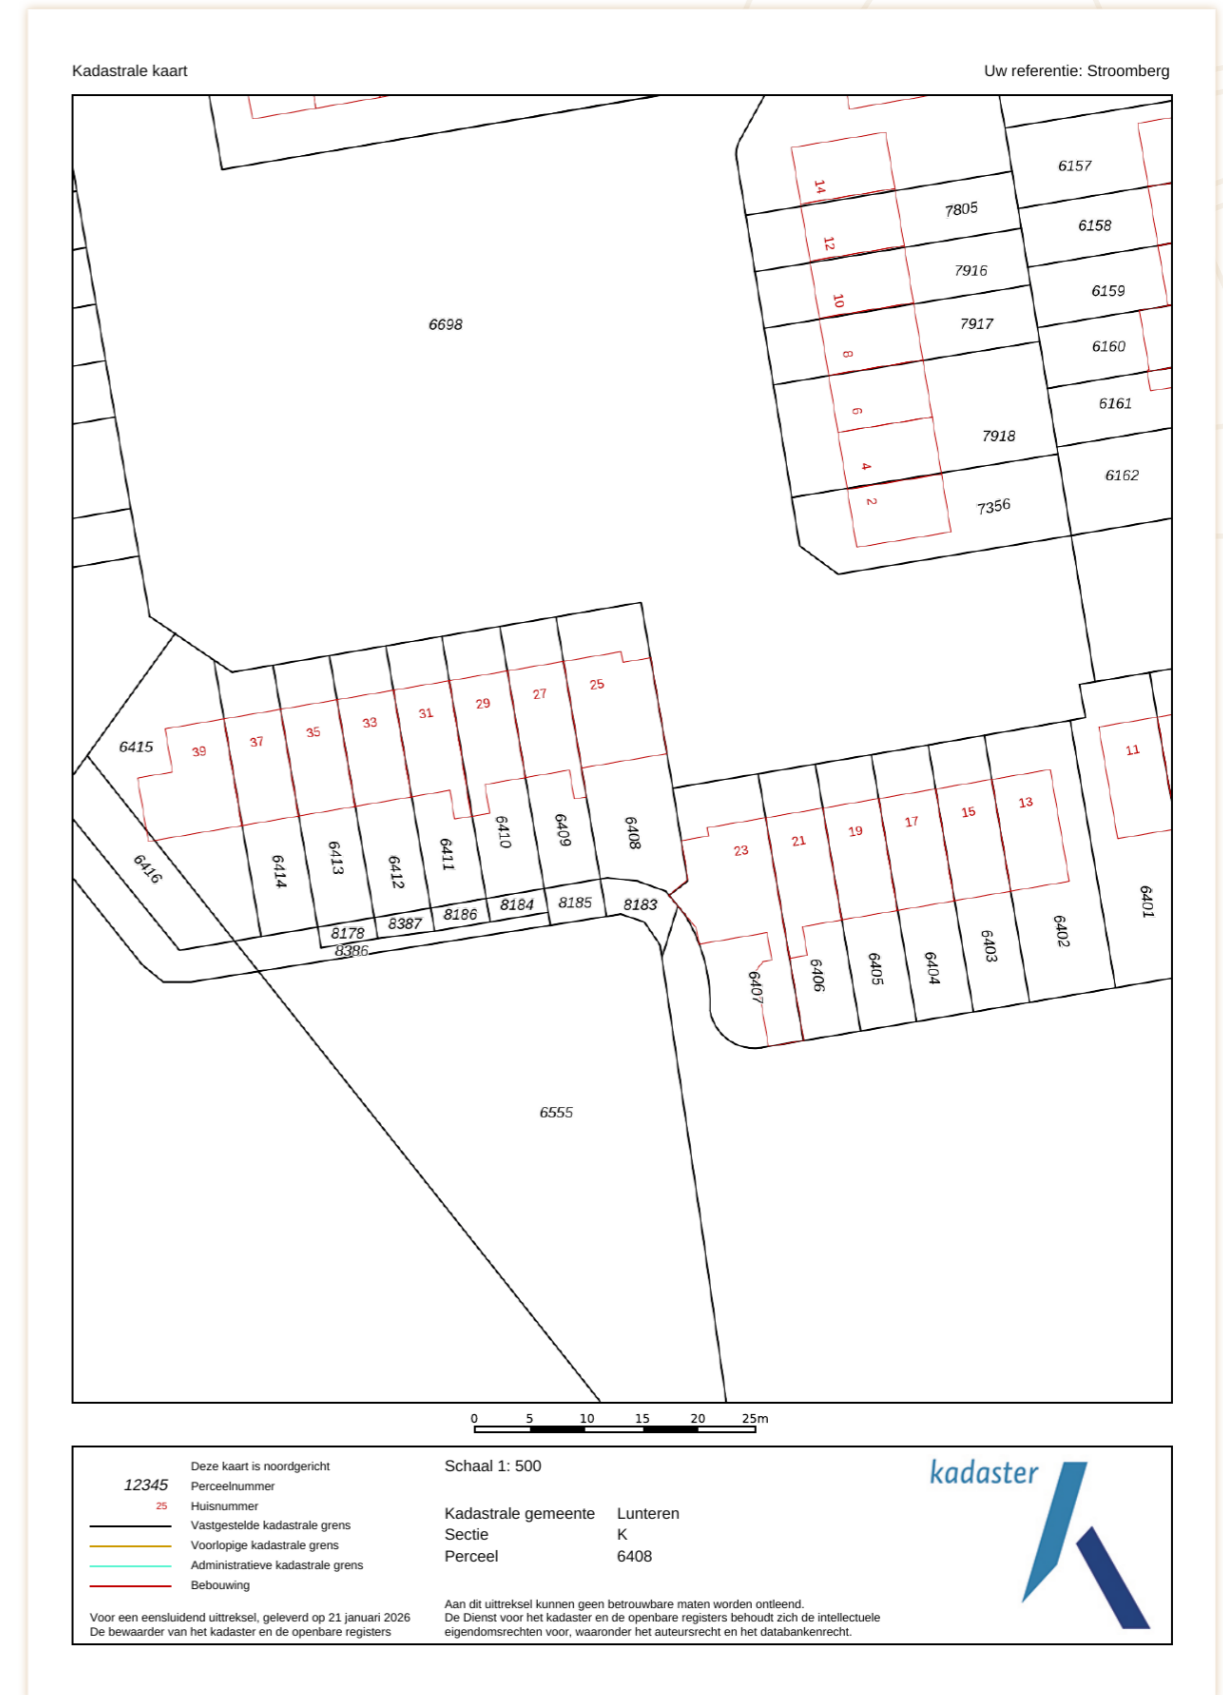 Kadastrale kaart
Uw referentie: Stroomberg
14
6157
7805
12
6158
7916
10
6159
6698
7917
8
6160
6161
6
7918
4
6162
2
7356
25
27
29
31
33
35
37
39
6415
11
13
15
17
19
21
23
6408
6409
6410
6411
6412
6413
6414
6416
6401
8183
8185
8184
8186
8387
8178
8386
6402
6403
6404
6405
6406
6407
6555
0 5 10 15 20 25m
Deze kaart is noordgericht
12345 Perceelnummer
25 Huisnummer
Vastgestelde kadastrale grens
Voorlopige kadastrale grens
Administratieve kadastrale grens
Bebouwing
Voor een eensluidend uittreksel, geleverd op 21 januari 2026
De bewaarder van het kadaster en de openbare registers
Schaal 1: 500
Kadastrale gemeente Lunteren
Sectie K
Perceel 6408
Aan dit uittreksel kunnen geen betrouwbare maten worden ontleend.
De Dienst voor het kadaster en de openbare registers behoudt zich de intellectuele
eigendomsrechten voor, waaronder het auteursrecht en het databankenrecht.
kadaster